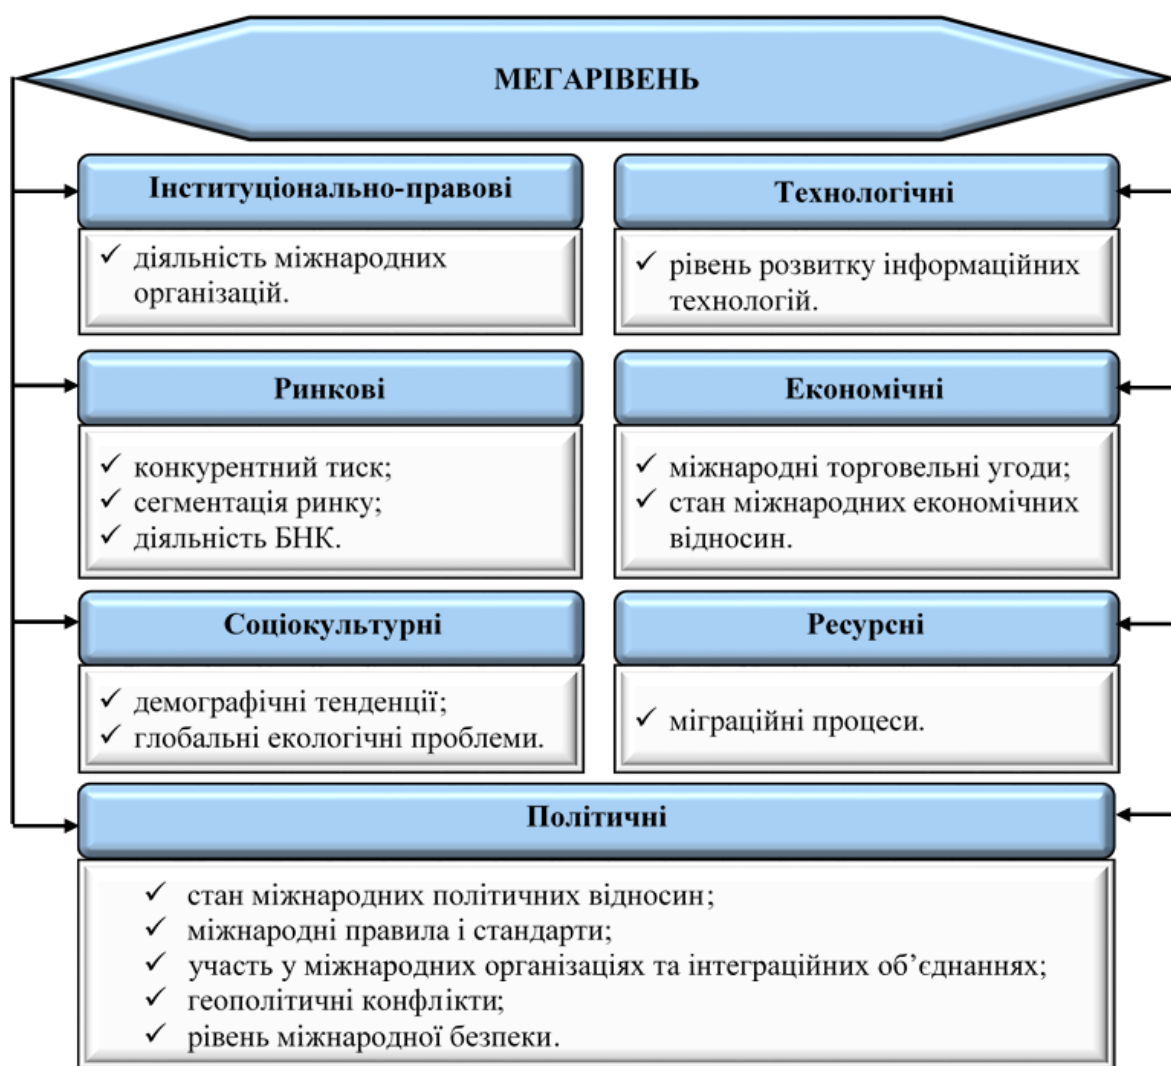 МЕГАРІВЕНЬ
Інституціонально-правові
✓ діяльність міжнародних
організацій.
Технологічні
✓ рівень розвитку інформаційних
технологій.
Ринкові
✓ конкурентний тиск;
✓ сегментація ринку;
✓ діяльність БНК.
Економічні
✓ міжнародні торговельні угоди;
✓ стан міжнародних економічних
відносин.
Соціокультурні
✓ демографічні тенденції;
✓ глобальні екологічні проблеми.
Ресурсні
✓ міграційні процеси.
Політичні
✓ стан міжнародних політичних відносин;
✓ міжнародні правила і стандарти;
✓ участь у міжнародних організаціях та інтеграційних об’єднаннях;
✓ геополітичні конфлікти;
✓ рівень міжнародної безпеки.